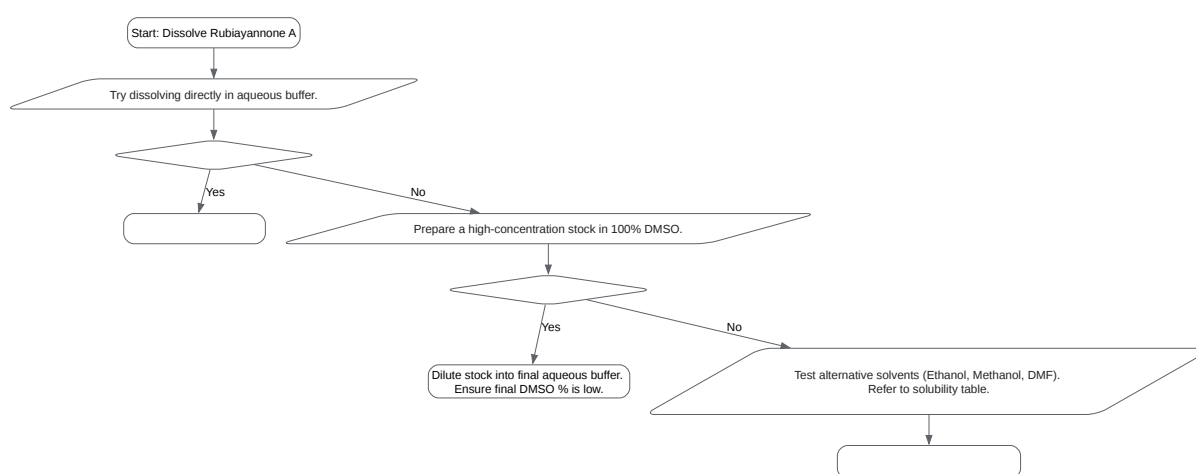 Start: Dissolve Rubiayannone A
Try dissolving directly in aqueous buffer.
Yes
No
Prepare a high-concentration stock in 100% DMSO.
Yes
No
Dilute stock into final aqueous buffer.
Ensure final DMSO % is low.
Test alternative solvents (Ethanol, Methanol, DMF).
Refer to solubility table.